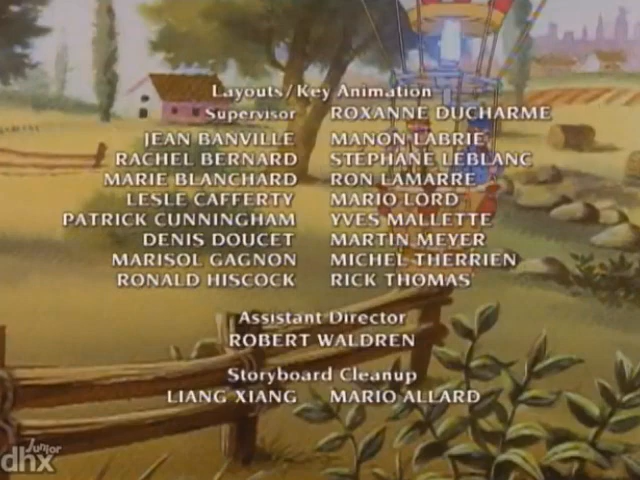 Layouts/Key Animation
Supervisor ROXANNE DUCHARME
JEAN BANVILLE MANON LABRIE
RACHEL BERNARD STEPHANE LEBLANC
MARIE BLANCHARD RON LAMARRE
LESLE CAFFERTY MARIO LORD
PATRICK CUNNINGHAM YVES MALLETTE
DENIS DOUCET MARTIN MEYER
MARISOL GAGNON MICHEL THERRIEN
RONALD HISCOCK RICK THOMAS
Assistant Director
ROBERT WALDREN
Storyboard Cleanup
LIANG XIANG MARIO ALLARD
Junior
dhx